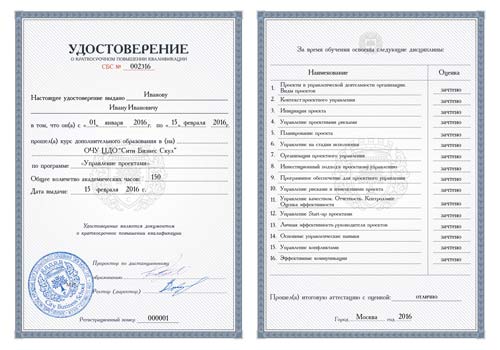 УДОСТОВЕРЕНИЕ
О КРАТКОСРОЧНОМ ПОВЫШЕНИИ КВАЛИФИКАЦИИ
СБС № 002316
Настоящее удостоверение выдано Иванову
Ивану Ивановичу
в том, что он(а) с «01» января 2016г. по «15» февраля 2016г.
прошел(а) курс дополнительного образования в (на)
ОЧУ ЦДО "Сити Бизнес Скул"
по программе «Управление проектами»
Общее количество академических часов: 150
Дата выдачи: 15 февраля 2016 г.
Удостоверение является документом
о краткосрочном повышении квалификации
Проректор по дистанционному
образованию
Ректор (директор)
City Business School
Регистрационный номер 000001
За время обучения освоены следующие дисциплины:
Наименование Оценка
1. Проекты в управленческой деятельности организации.
Виды проектов зачтено
2. Контекст проектного управления зачтено
3. Инициация проекта зачтено
4. Управление проектными рисками зачтено
5. Планирование проекта зачтено
6. Управление на стадии исполнения зачтено
7. Организация проектного управления зачтено
8. Инвестиционный подход к проектному управлению зачтено
9. Программное обеспечение для проектного управления зачтено
10. Управление рисками и изменениями проекта зачтено
11. Управление качеством. Отчетность. Контроллинг.
Оценка эффективности зачтено
12. Управление Start-up проектами зачтено
13. Личная эффективность руководителя проектов зачтено
14. Основные управленческие навыки зачтено
15. Управление конфликтами зачтено
16. Эффективные коммуникации зачтено
Прошел(а) итоговую аттестацию с оценкой: отлично
Город Москва год 2016